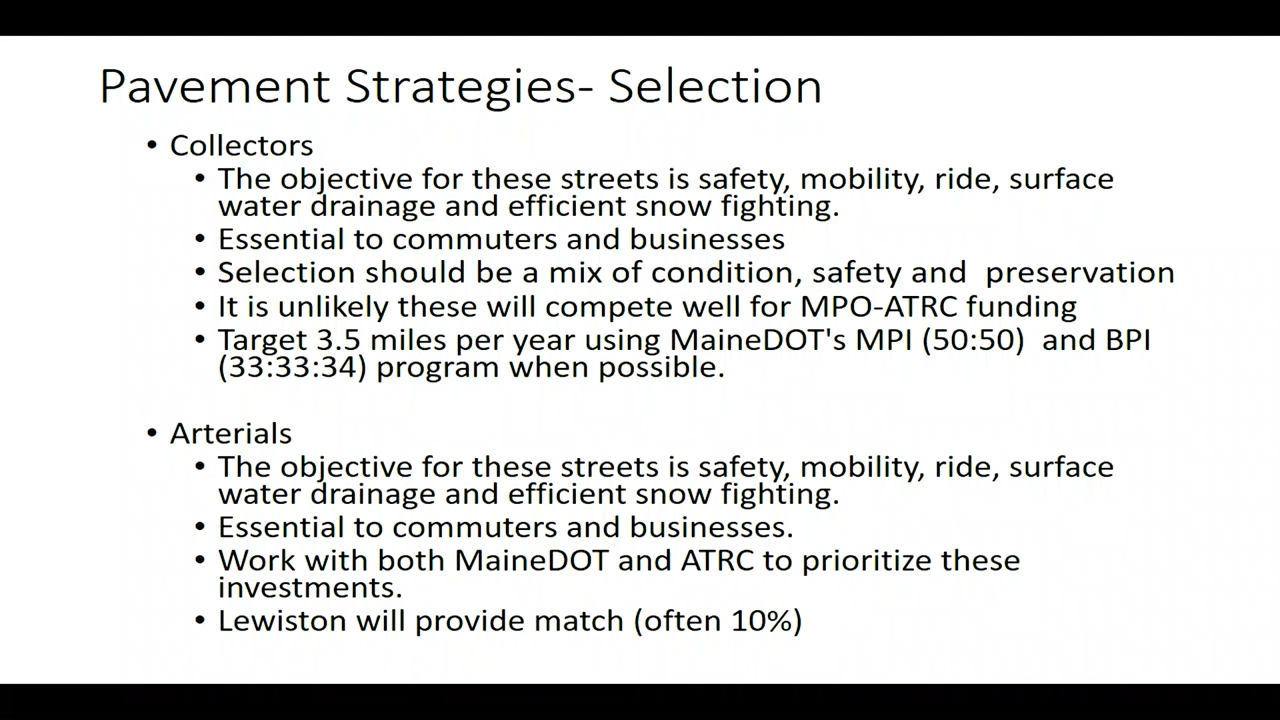 Pavement Strategies- Selection
• Collectors
• The objective for these streets is safety, mobility, ride, surface
water drainage and efficient snow fighting.
• Essential to commuters and businesses
• Selection should be a mix of condition, safety and  preservation
• It is unlikely these will compete well for MPO-ATRC funding
• Target 3.5 miles per year using MaineDOT's MPI (50:50)  and BPI
(33:33:34) program when possible.
• Arterials
• The objective for these streets is safety, mobility, ride, surface
water drainage and efficient snow fighting.
• Essential to commuters and businesses.
• Work with both MaineDOT and ATRC to prioritize these
investments.
• Lewiston will provide match (often 10%)